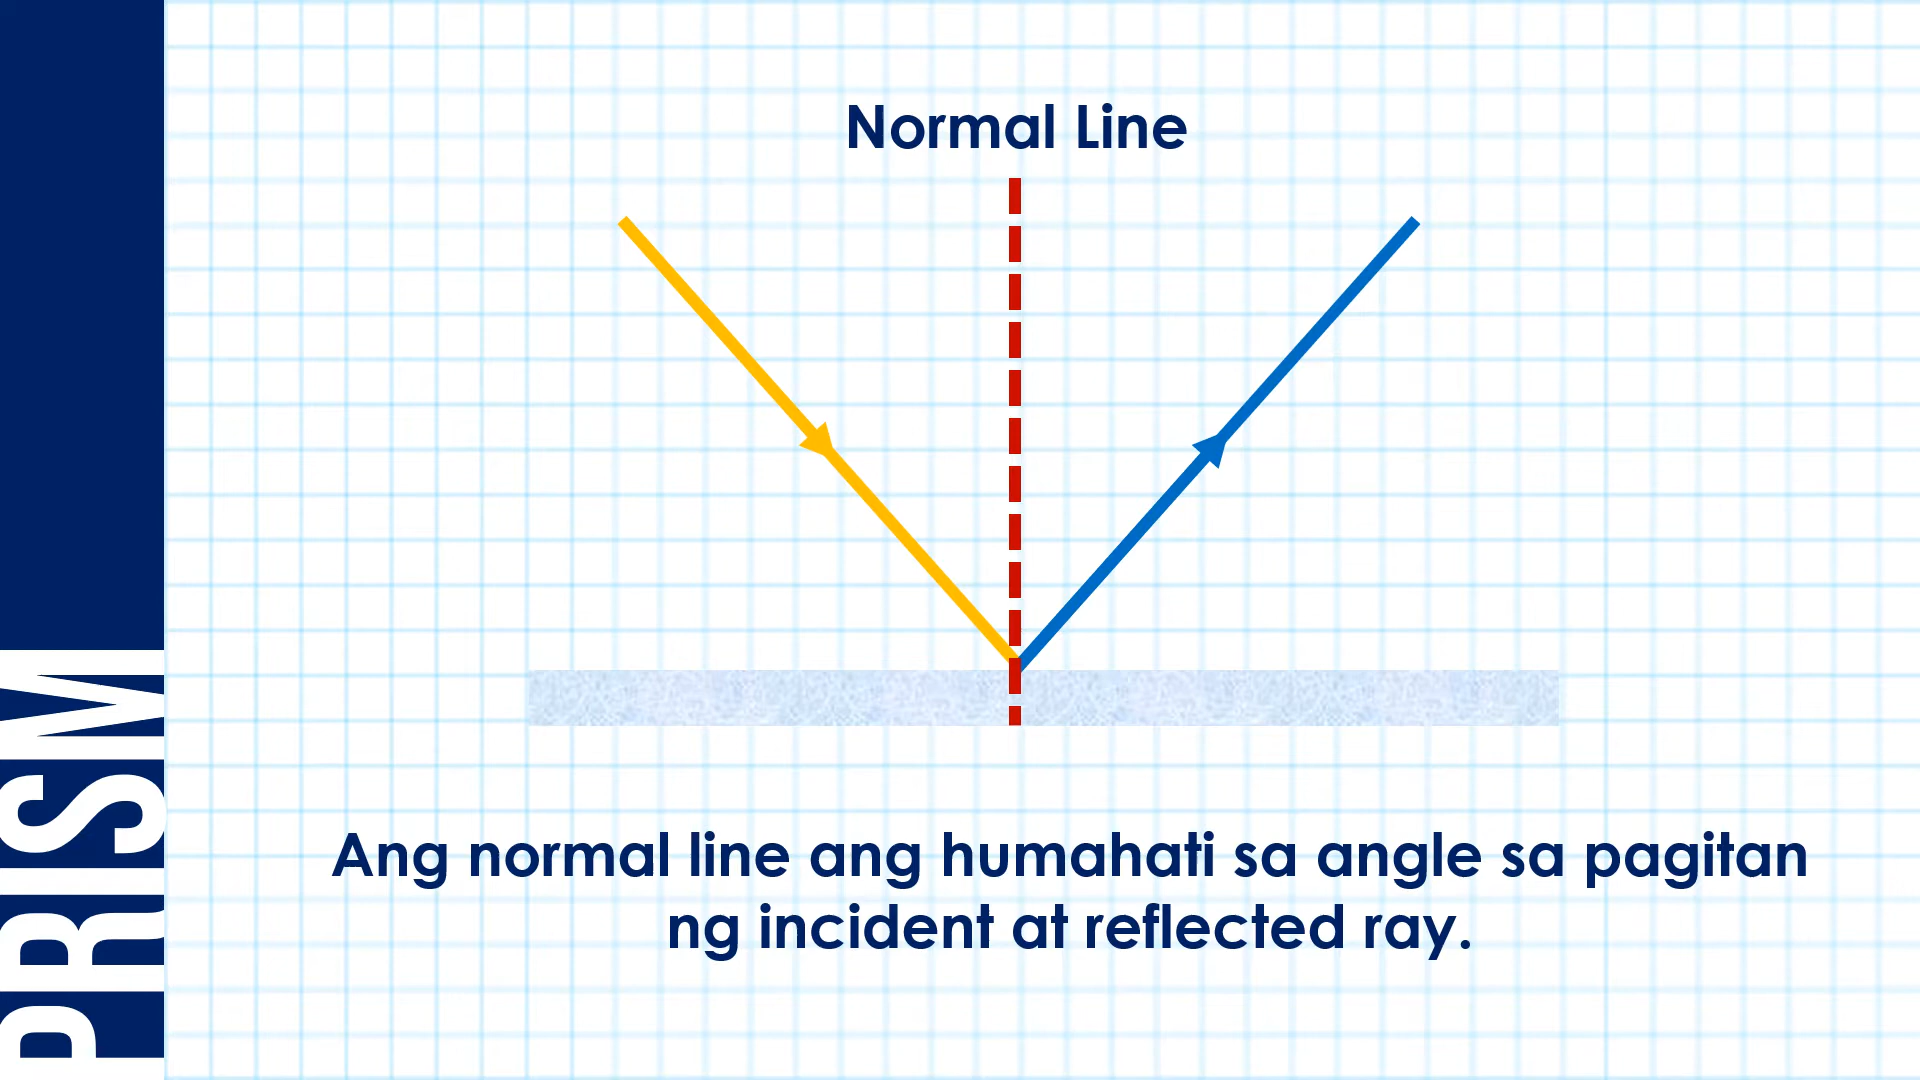 Normal Line
Ang normal line ang humahati sa angle sa pagitan
ng incident at reflected ray.
PRISM